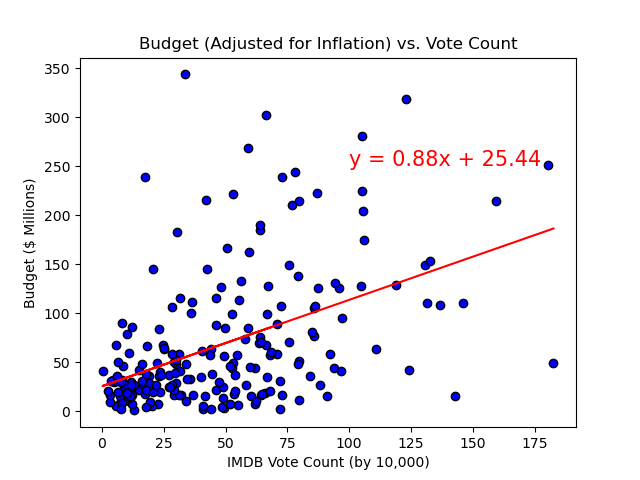 Budget (Adjusted for Inflation) vs. Vote Count
350
300
250
200
150
100
50
0
Budget ($ Millions)
y = 0.88x + 25.44
0 25 50 75 100 125 150 175
IMDB Vote Count (by 10,000)